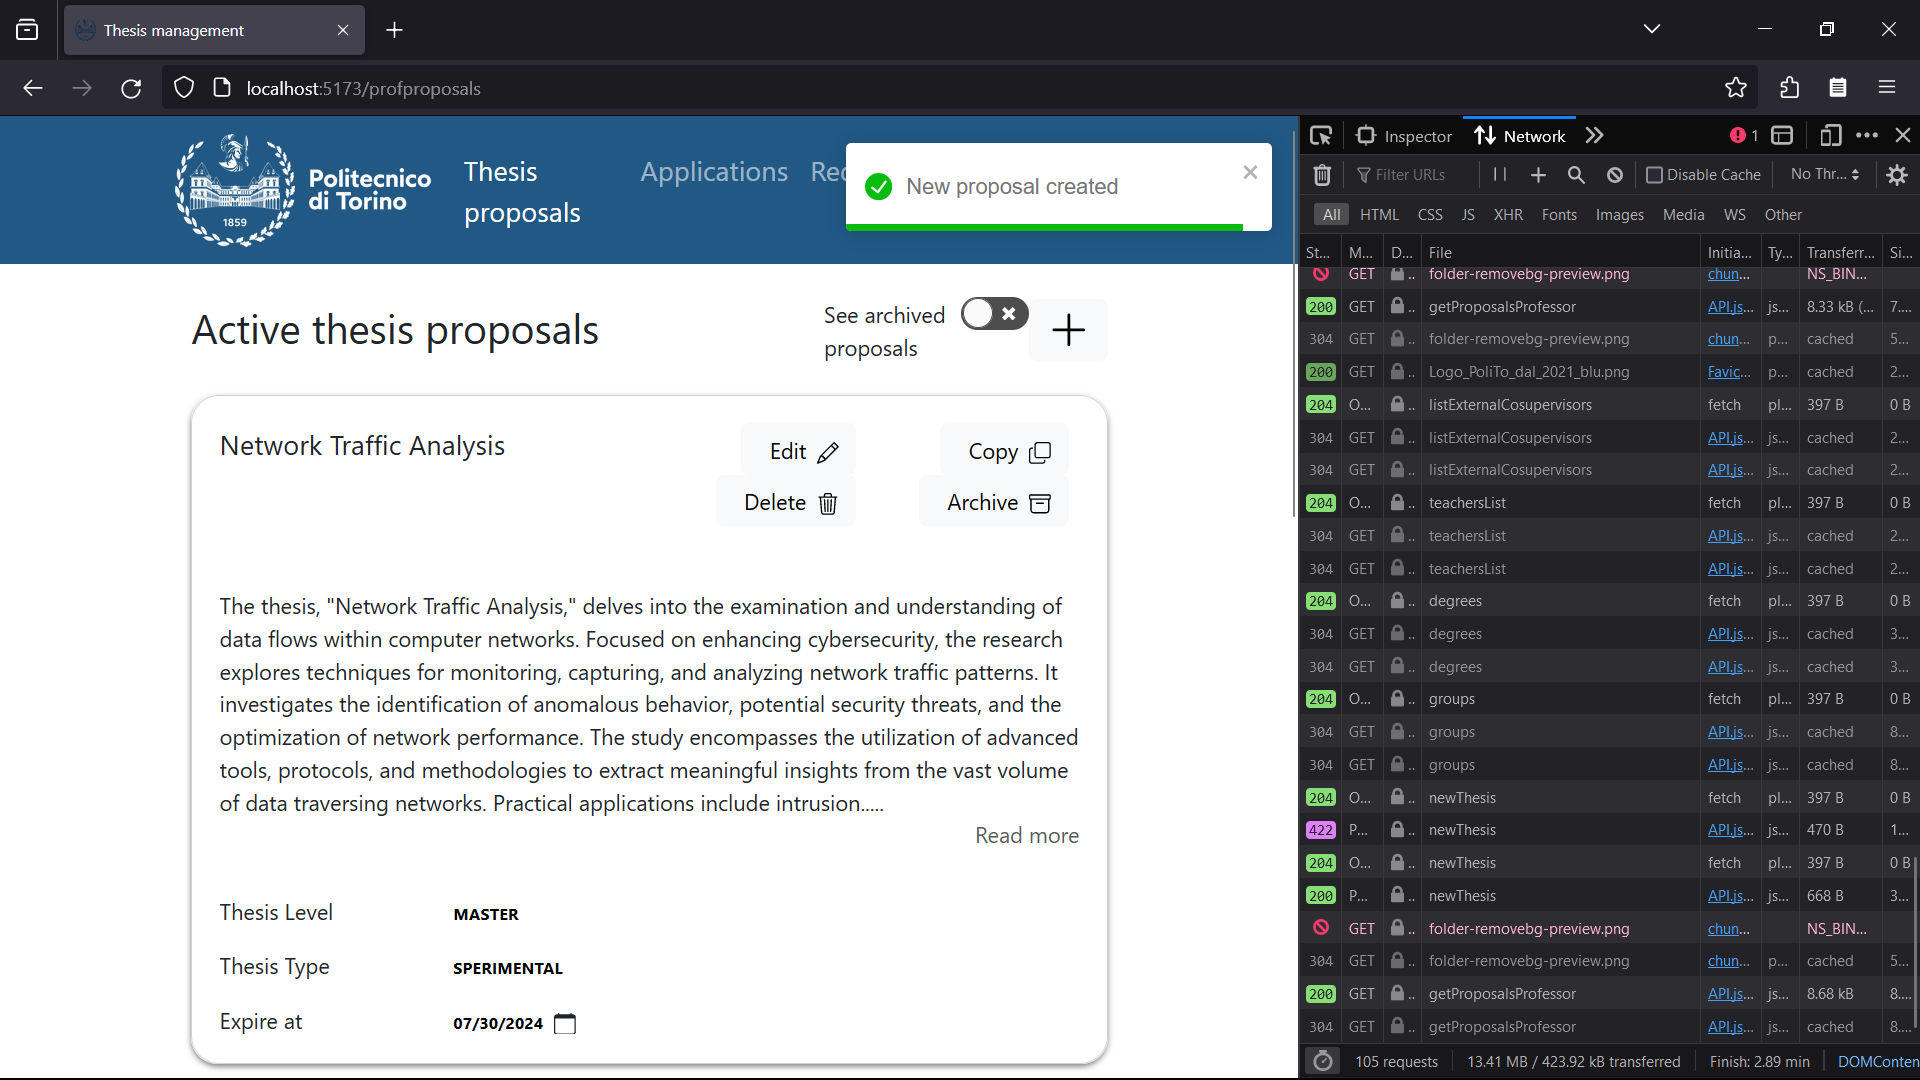 Thesis management
localhost:5173/profproposals
1859
Politecnico
di Torino
Thesis
proposals
Applications
Rec
New proposal created
Active thesis proposals
See archived
proposals
Network Traffic Analysis
Edit
Copy
Delete
Archive
The thesis, "Network Traffic Analysis," delves into the examination and understanding of
data flows within computer networks. Focused on enhancing cybersecurity, the research
explores techniques for monitoring, capturing, and analyzing network traffic patterns. It
investigates the identification of anomalous behavior, potential security threats, and the
optimization of network performance. The study encompasses the utilization of advanced
tools, protocols, and methodologies to extract meaningful insights from the vast volume
of data traversing networks. Practical applications include intrusion.....
Read more
Thesis Level MASTER
Thesis Type SPERIMENTAL
Expire at 07/30/2024
Inspector Network 1
Filter URLs Disable Cache No Thr...
All HTML CSS JS XHR Fonts Images Media WS Other
St... M... D... File Initia... Ty... Transferr... Si...
GET .. folder-removebg-preview.png chun... NS_BIN...
200 GET .. getProposalsProfessor API.js... js... 8.33 kB (... 7....
304 GET .. folder-removebg-preview.png chun... p... cached 5...
200 GET .. Logo_PoliTo_dal_2021_blu.png Favic... p... cached 2...
204 O... .. listExternalCosupervisors fetch pl... 397 B 0 B
304 GET .. listExternalCosupervisors API.js... js... cached 2...
304 GET .. listExternalCosupervisors API.js... js... cached 2...
204 O... .. teachersList fetch pl... 397 B 0 B
304 GET .. teachersList API.js... js... cached 2...
304 GET .. teachersList API.js... js... cached 2...
204 O... .. degrees fetch pl... 397 B 0 B
304 GET .. degrees API.js... js... cached 3...
304 GET .. degrees API.js... js... cached 3...
204 O... .. groups fetch pl... 397 B 0 B
304 GET .. groups API.js... js... cached 8...
304 GET .. groups API.js... js... cached 8...
204 O... .. newThesis fetch pl... 397 B 0 B
422 P... .. newThesis API.js... js... 470 B 1...
204 O... .. newThesis fetch pl... 397 B 0 B
200 P... .. newThesis API.js... js... 668 B 3...
GET .. folder-removebg-preview.png chun... NS_BIN...
304 GET .. folder-removebg-preview.png chun... p... cached 5...
200 GET .. getProposalsProfessor API.js... js... 8.68 kB 8....
304 GET .. getProposalsProfessor API.js... js... cached 8....
105 requests 13.41 MB / 423.92 kB transferred Finish: 2.89 min DOMConten